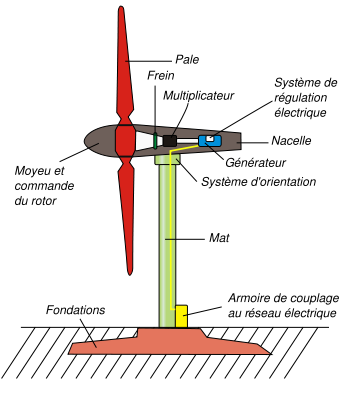 Pale
Frein
Système de
régulation
électrique
Multiplicateur
Nacelle
Générateur
Moyeu et
commande
du rotor
Système d'orientation
Mat
Armoire de couplage
au réseau électrique
Fondations